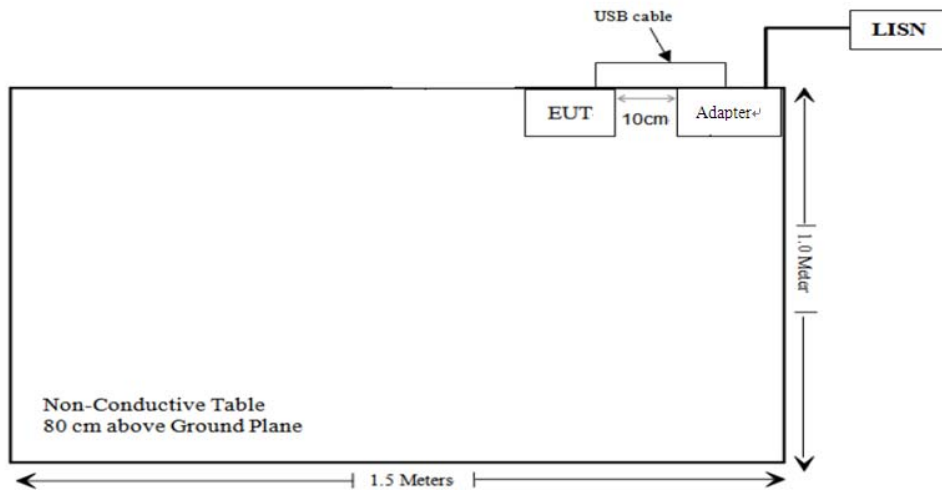 USB cable
LISN
EUT
10cm
Adapter↵
1.0 Meter
Non-Conductive Table
80 cm above Ground Plane
1.5 Meters